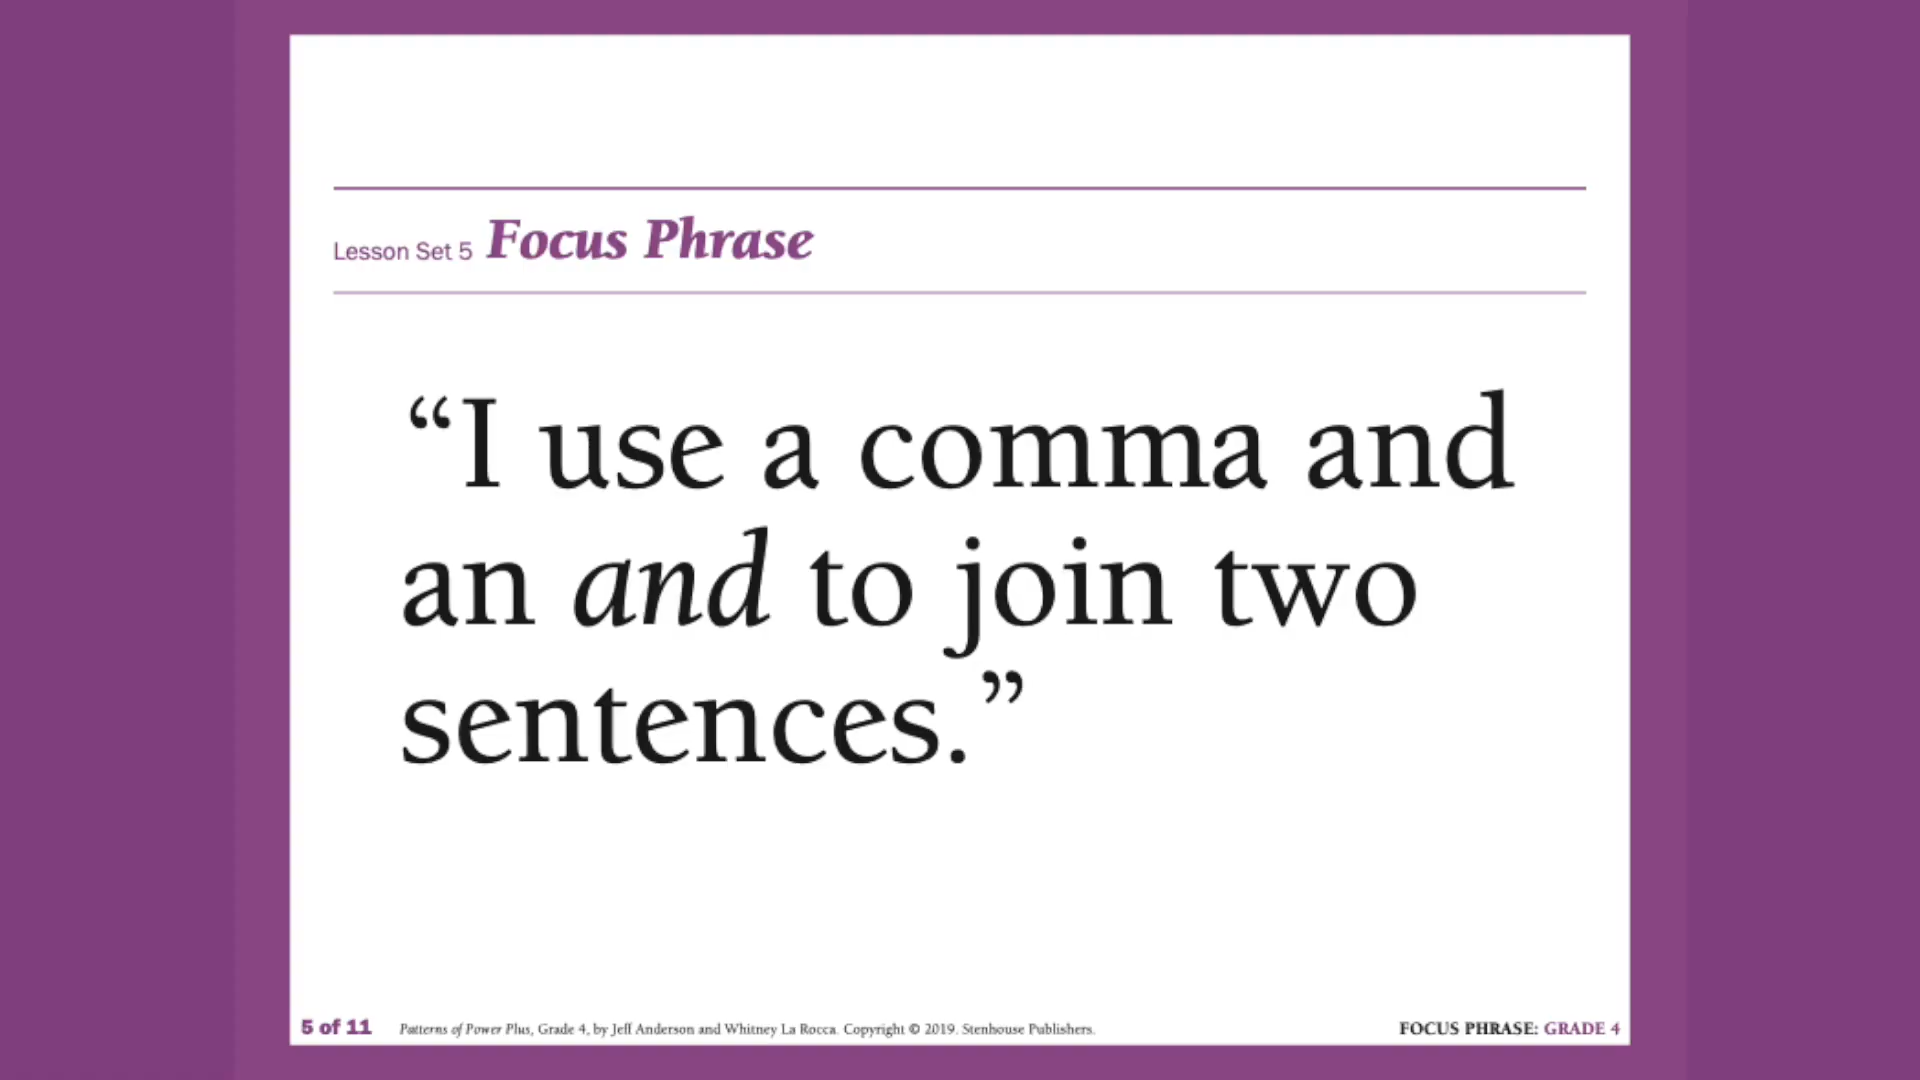 Lesson Set 5 Focus Phrase
“I use a comma and
an and to join two
sentences.”
5 of 11 Patterns of Power Plus, Grade 4, by Jeff Anderson and Whitney La Rocca. Copyright © 2019. Stenhouse Publishers. FOCUS PHRASE: GRADE 4